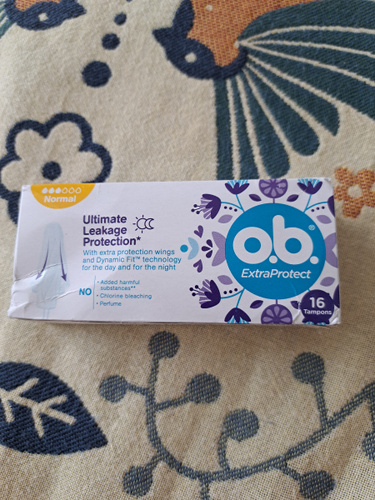 Normal
Ultimate
Leakage
Protection*
With extra protection wings
and Dynamic Fit™ technology
for the day and for the night
NO
• Added harmful
substances**
• Chlorine bleaching
• Perfume
o.b.®
ExtraProtect
16
Tampons